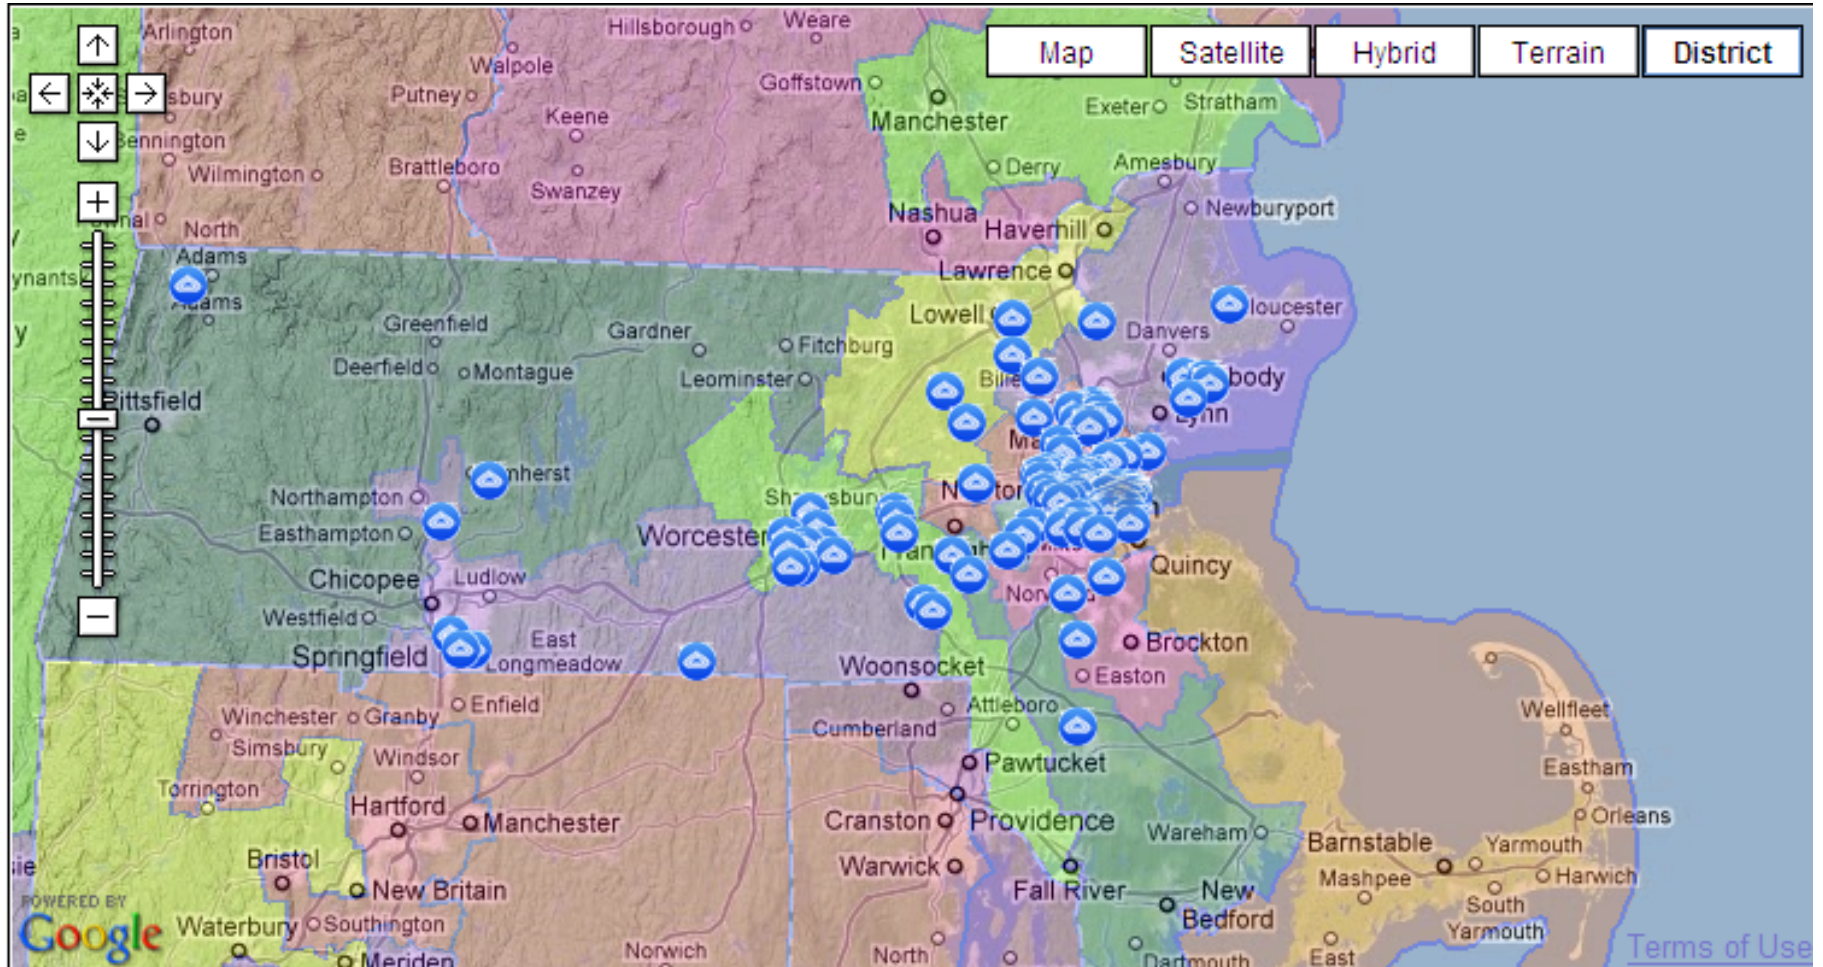 Arlington
Hillsborough
Weare
Map
Satellite
Hybrid
Terrain
District
Walpole
Goffstown
Putney
Keene
Manchester
Exeter
Stratham
Bennington
Wilmington
Brattleboro
Swanzey
Derry
Amesbury
North
Adams
Nashua
Haverhill
Newburyport
Lawrence
Adams
Greenfield
Gardner
Fitchburg
Lowell
Danvers
Deerfield
Montague
Leominster
Pittsfield
Lynn
Northampton
Easthampton
Worcester
Chicopee
Ludlow
Quincy
Westfield
Springfield
East
Longmeadow
Woonsocket
Brockton
Easton
Enfield
Winchester
Granby
Cumberland
Attleboro
Simsbury
Windsor
Pawtucket
Wellfleet
Torrington
Eastham
Hartford
Manchester
Cranston
Providence
Wareham
Orleans
Barnstable
Yarmouth
Bristol
New Britain
Warwick
Fall River
New
Bedford
Mashpee
Harwich
South
Yarmouth
POWERED BY
Google
Waterbury
Southington
Meriden
Norwich
North
Dartmouth
East
Terms of Use